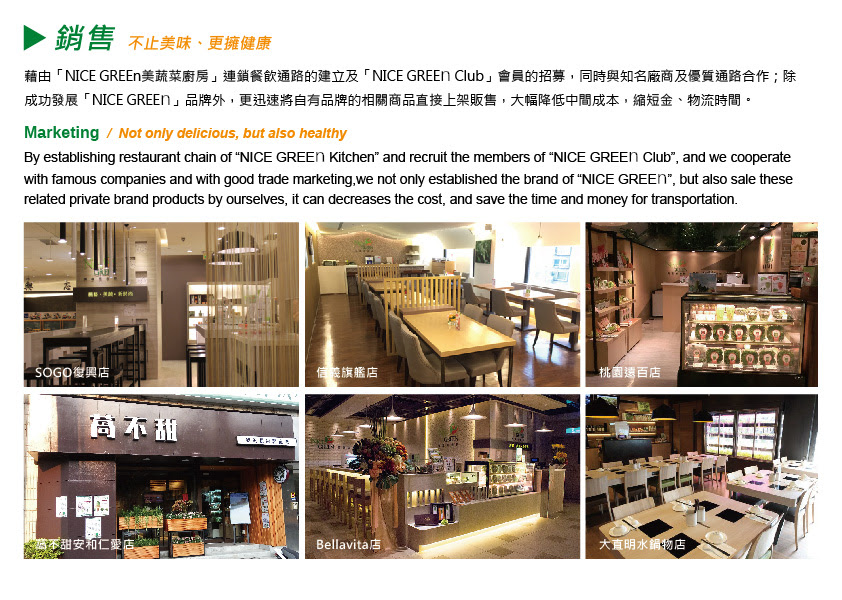 銷售 不止美味、更擁健康
藉由「NICE GREEn美蔬菜廚房」連鎖餐飲通路的建立及「NICE GREEn Club」會員的招募，同時與知名廠商及優質通路合作；除
成功發展「NICE GREEn」品牌外，更迅速將自有品牌的相關商品直接上架販售，大幅降低中間成本，縮短金、物流時間。
Marketing / Not only delicious, but also healthy
By establishing restaurant chain of “NICE GREEn Kitchen” and recruit the members of “NICE GREEn Club”, and we cooperate
with famous companies and with good trade marketing,we not only established the brand of “NICE GREEn”, but also sale these
related private brand products by ourselves, it can decreases the cost, and save the time and money for transportation.
SOGO復興店
信義旗艦店
桃園遠百店
萵不甜
萵不甜安和仁愛店
Bellavita店
大直明水鍋物店